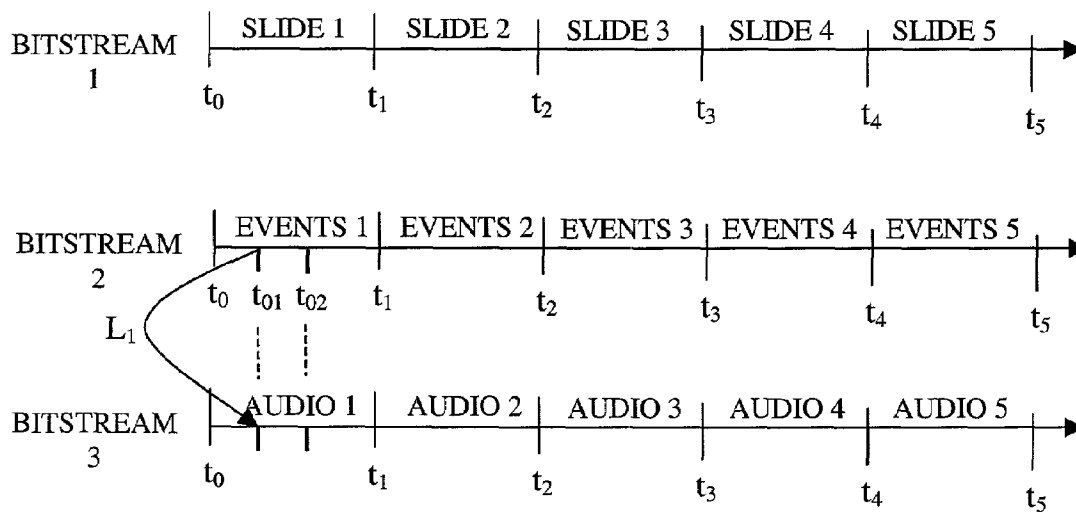 SLIDE 1 SLIDE 2 SLIDE 3 SLIDE 4 SLIDE 5
BITSTREAM
1
t₀ t₁ t₂ t₃ t₄ t₅
EVENTS 1 EVENTS 2 EVENTS 3 EVENTS 4 EVENTS 5
BITSTREAM
2
t₀ t₀₁ t₀₂ t₁ t₂ t₃ t₄ t₅
L₁
AUDIO 1 AUDIO 2 AUDIO 3 AUDIO 4 AUDIO 5
BITSTREAM
3
t₀ t₁ t₂ t₃ t₄ t₅